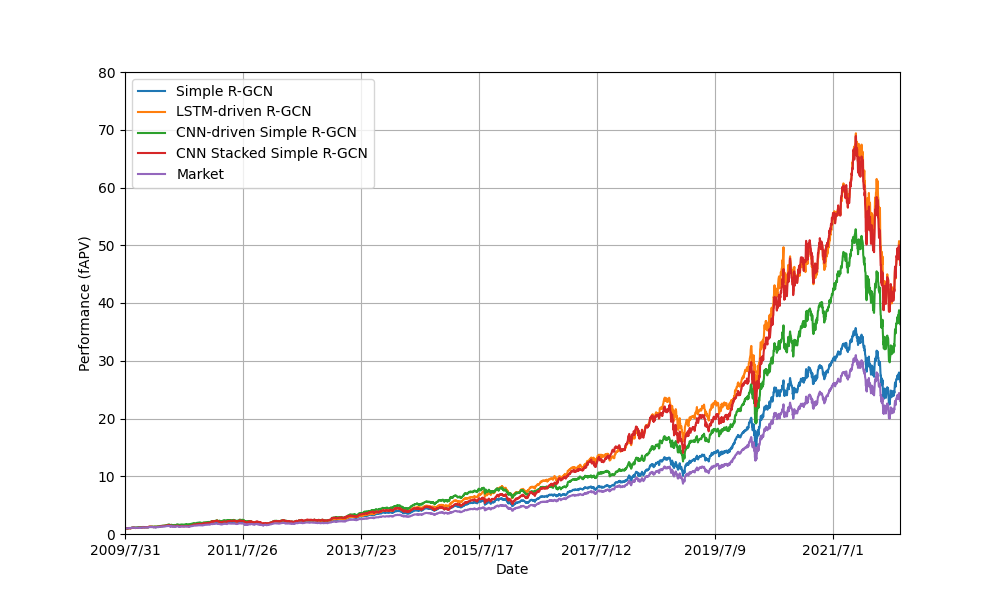 80
70
60
50
40
30
20
10
0
Performance (fAPV)
Simple R-GCN
LSTM-driven R-GCN
CNN-driven Simple R-GCN
CNN Stacked Simple R-GCN
Market
2009/7/31 2011/7/26 2013/7/23 2015/7/17 2017/7/12 2019/7/9 2021/7/1
Date